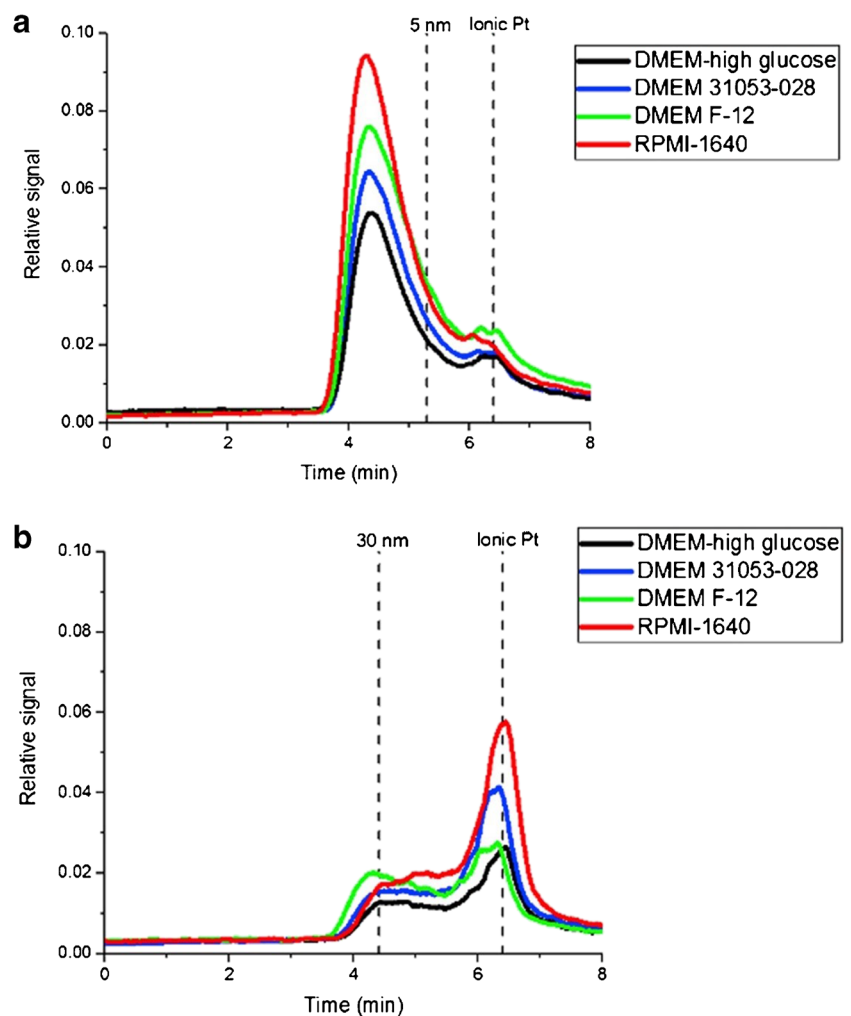 a
5 nm Ionic Pt
0.10
0.08
0.06
0.04
0.02
0.00
Relative signal
0 2 4 6 8
Time (min)
DMEM-high glucose
DMEM 31053-028
DMEM F-12
RPMI-1640
b
30 nm Ionic Pt
0.10
0.08
0.06
0.04
0.02
0.00
Relative signal
0 2 4 6 8
Time (min)
DMEM-high glucose
DMEM 31053-028
DMEM F-12
RPMI-1640